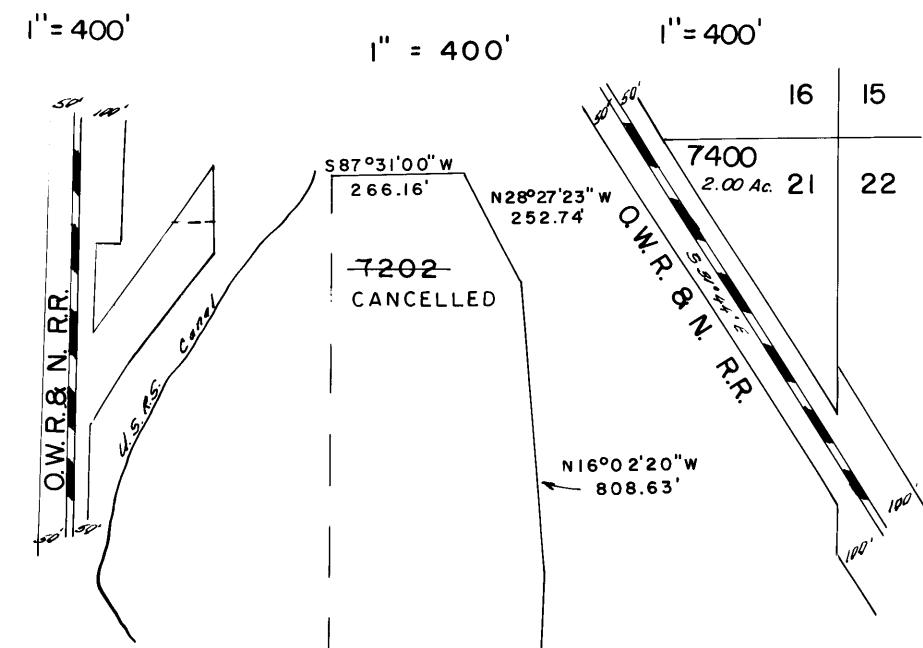 1"= 400'
1" = 400'
1"= 400'
50'
100'
O.W.R.& N. R.R.
50'
50'
U.S.R.S. Canal
S87°31'00"W
266.16'
N28°27'23"W
252.74'
7202
CANCELLED
N16°02'20"W
808.63'
50'
50'
16
15
7400
2.00 Ac.
21
22
O.W.R. & N. R.R.
S 31°44' E
100'
100'